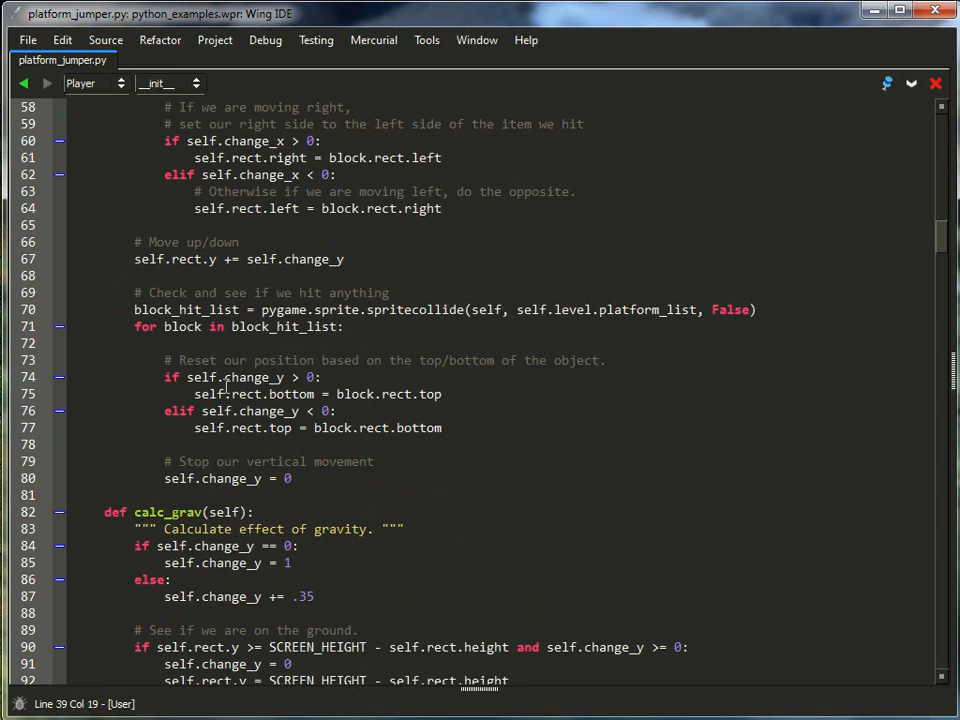 platform_jumper.py: python_examples.wpr: Wing IDE
File Edit Source Refactor Project Debug Testing Mercurial Tools Window Help
platform_jumper.py
Player __init__
58 # If we are moving right,
59 # set our right side to the left side of the item we hit
60 if self.change_x > 0:
61 self.rect.right = block.rect.left
62 elif self.change_x < 0:
63 # Otherwise if we are moving left, do the opposite.
64 self.rect.left = block.rect.right
65
66 # Move up/down
67 self.rect.y += self.change_y
68
69 # Check and see if we hit anything
70 block_hit_list = pygame.sprite.spritecollide(self, self.level.platform_list, False)
71 for block in block_hit_list:
72
73 # Reset our position based on the top/bottom of the object.
74 if self.change_y > 0:
75 self.rect.bottom = block.rect.top
76 elif self.change_y < 0:
77 self.rect.top = block.rect.bottom
78
79 # Stop our vertical movement
80 self.change_y = 0
81
82 def calc_grav(self):
83 """ Calculate effect of gravity. """
84 if self.change_y == 0:
85 self.change_y = 1
86 else:
87 self.change_y += .35
88
89 # See if we are on the ground.
90 if self.rect.y >= SCREEN_HEIGHT - self.rect.height and self.change_y >= 0:
91 self.change_y = 0
92 self.rect.y = SCREEN_HEIGHT - self.rect.height
Line 39 Col 19 - [User]